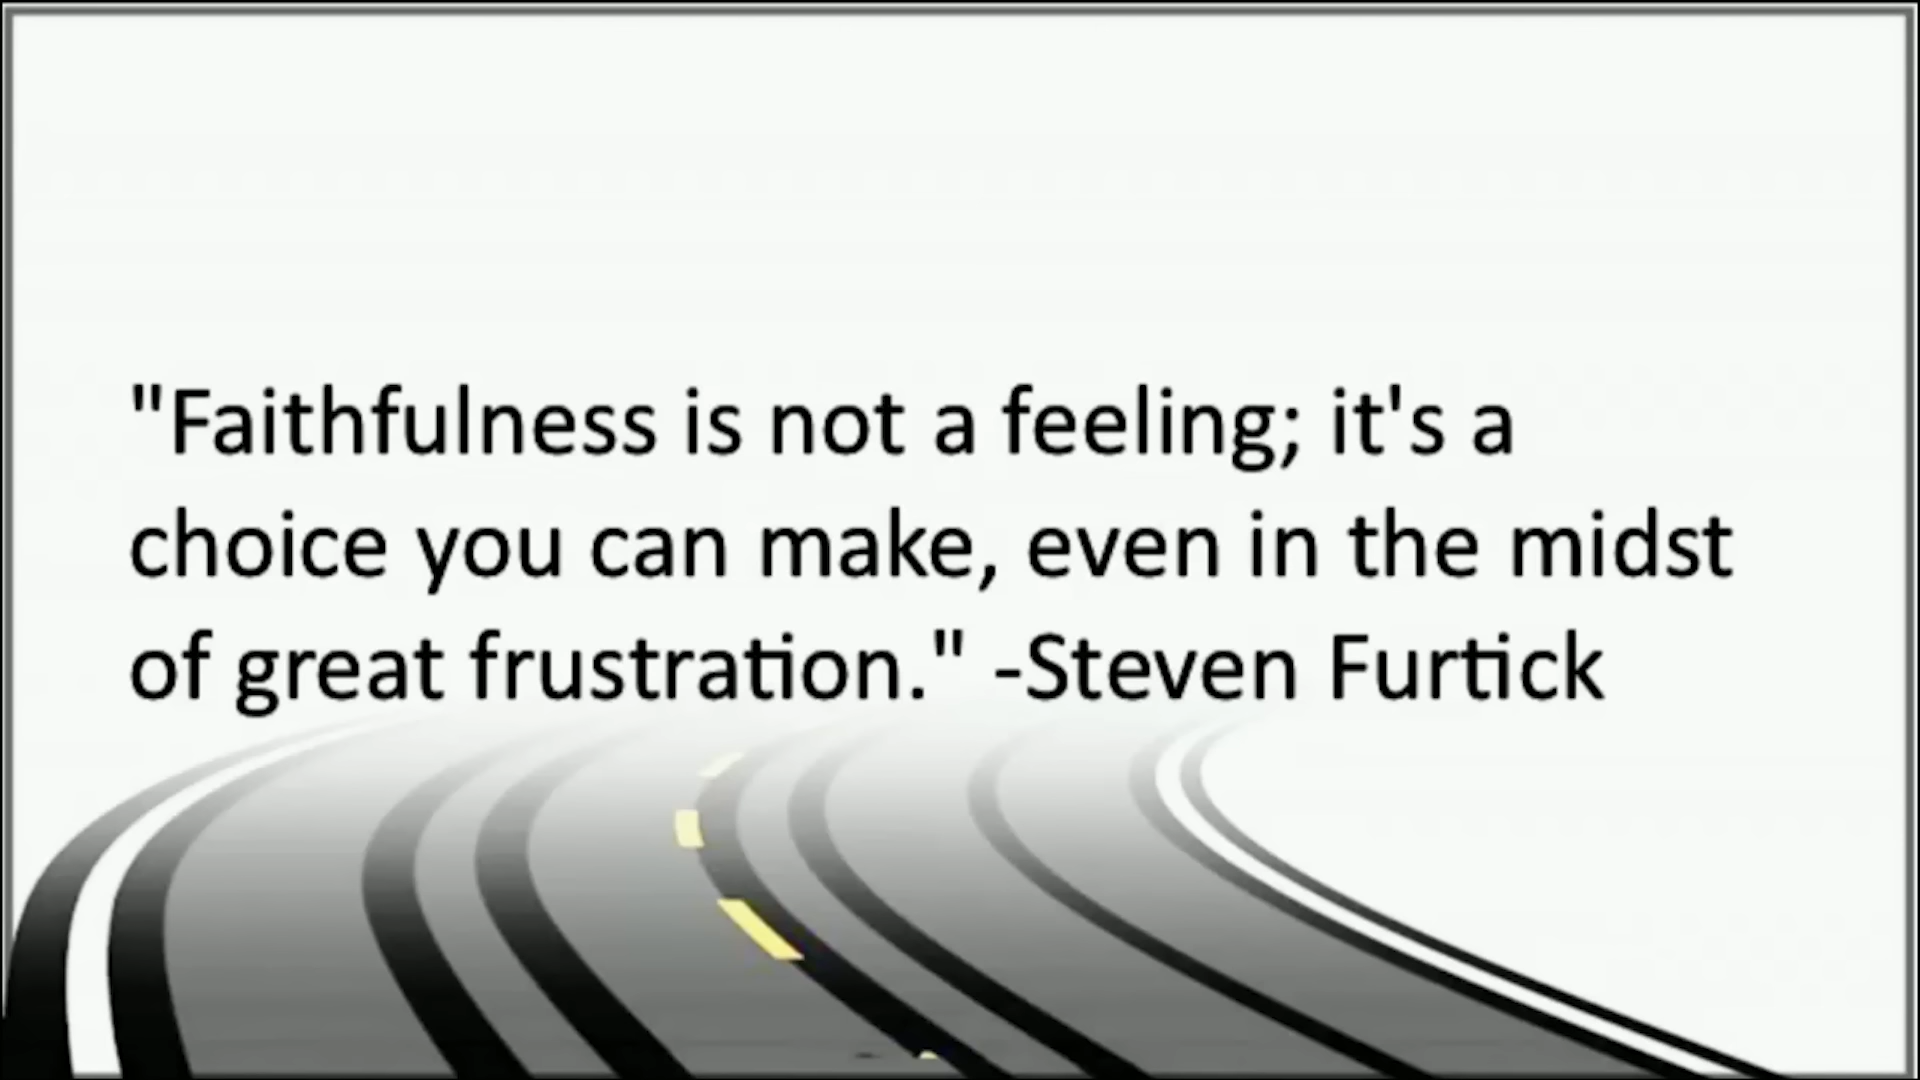 "Faithfulness is not a feeling; it's a
choice you can make, even in the midst
of great frustration." -Steven Furtick